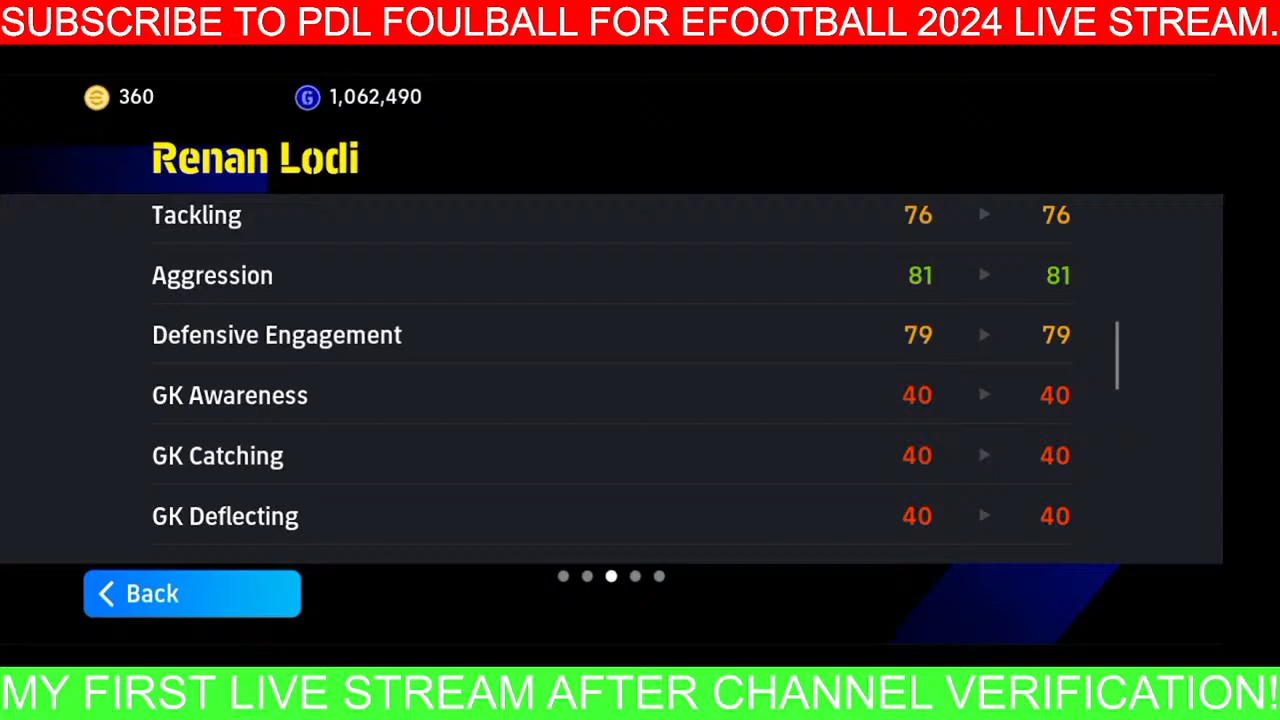 SUBSCRIBE TO PDL FOULBALL FOR EFOOTBALL 2024 LIVE STREAM.
360 G 1,062,490
Renan Lodi
Tackling 76 76
Aggression 81 81
Defensive Engagement 79 79
GK Awareness 40 40
GK Catching 40 40
GK Deflecting 40 40
Back
MY FIRST LIVE STREAM AFTER CHANNEL VERIFICATION!